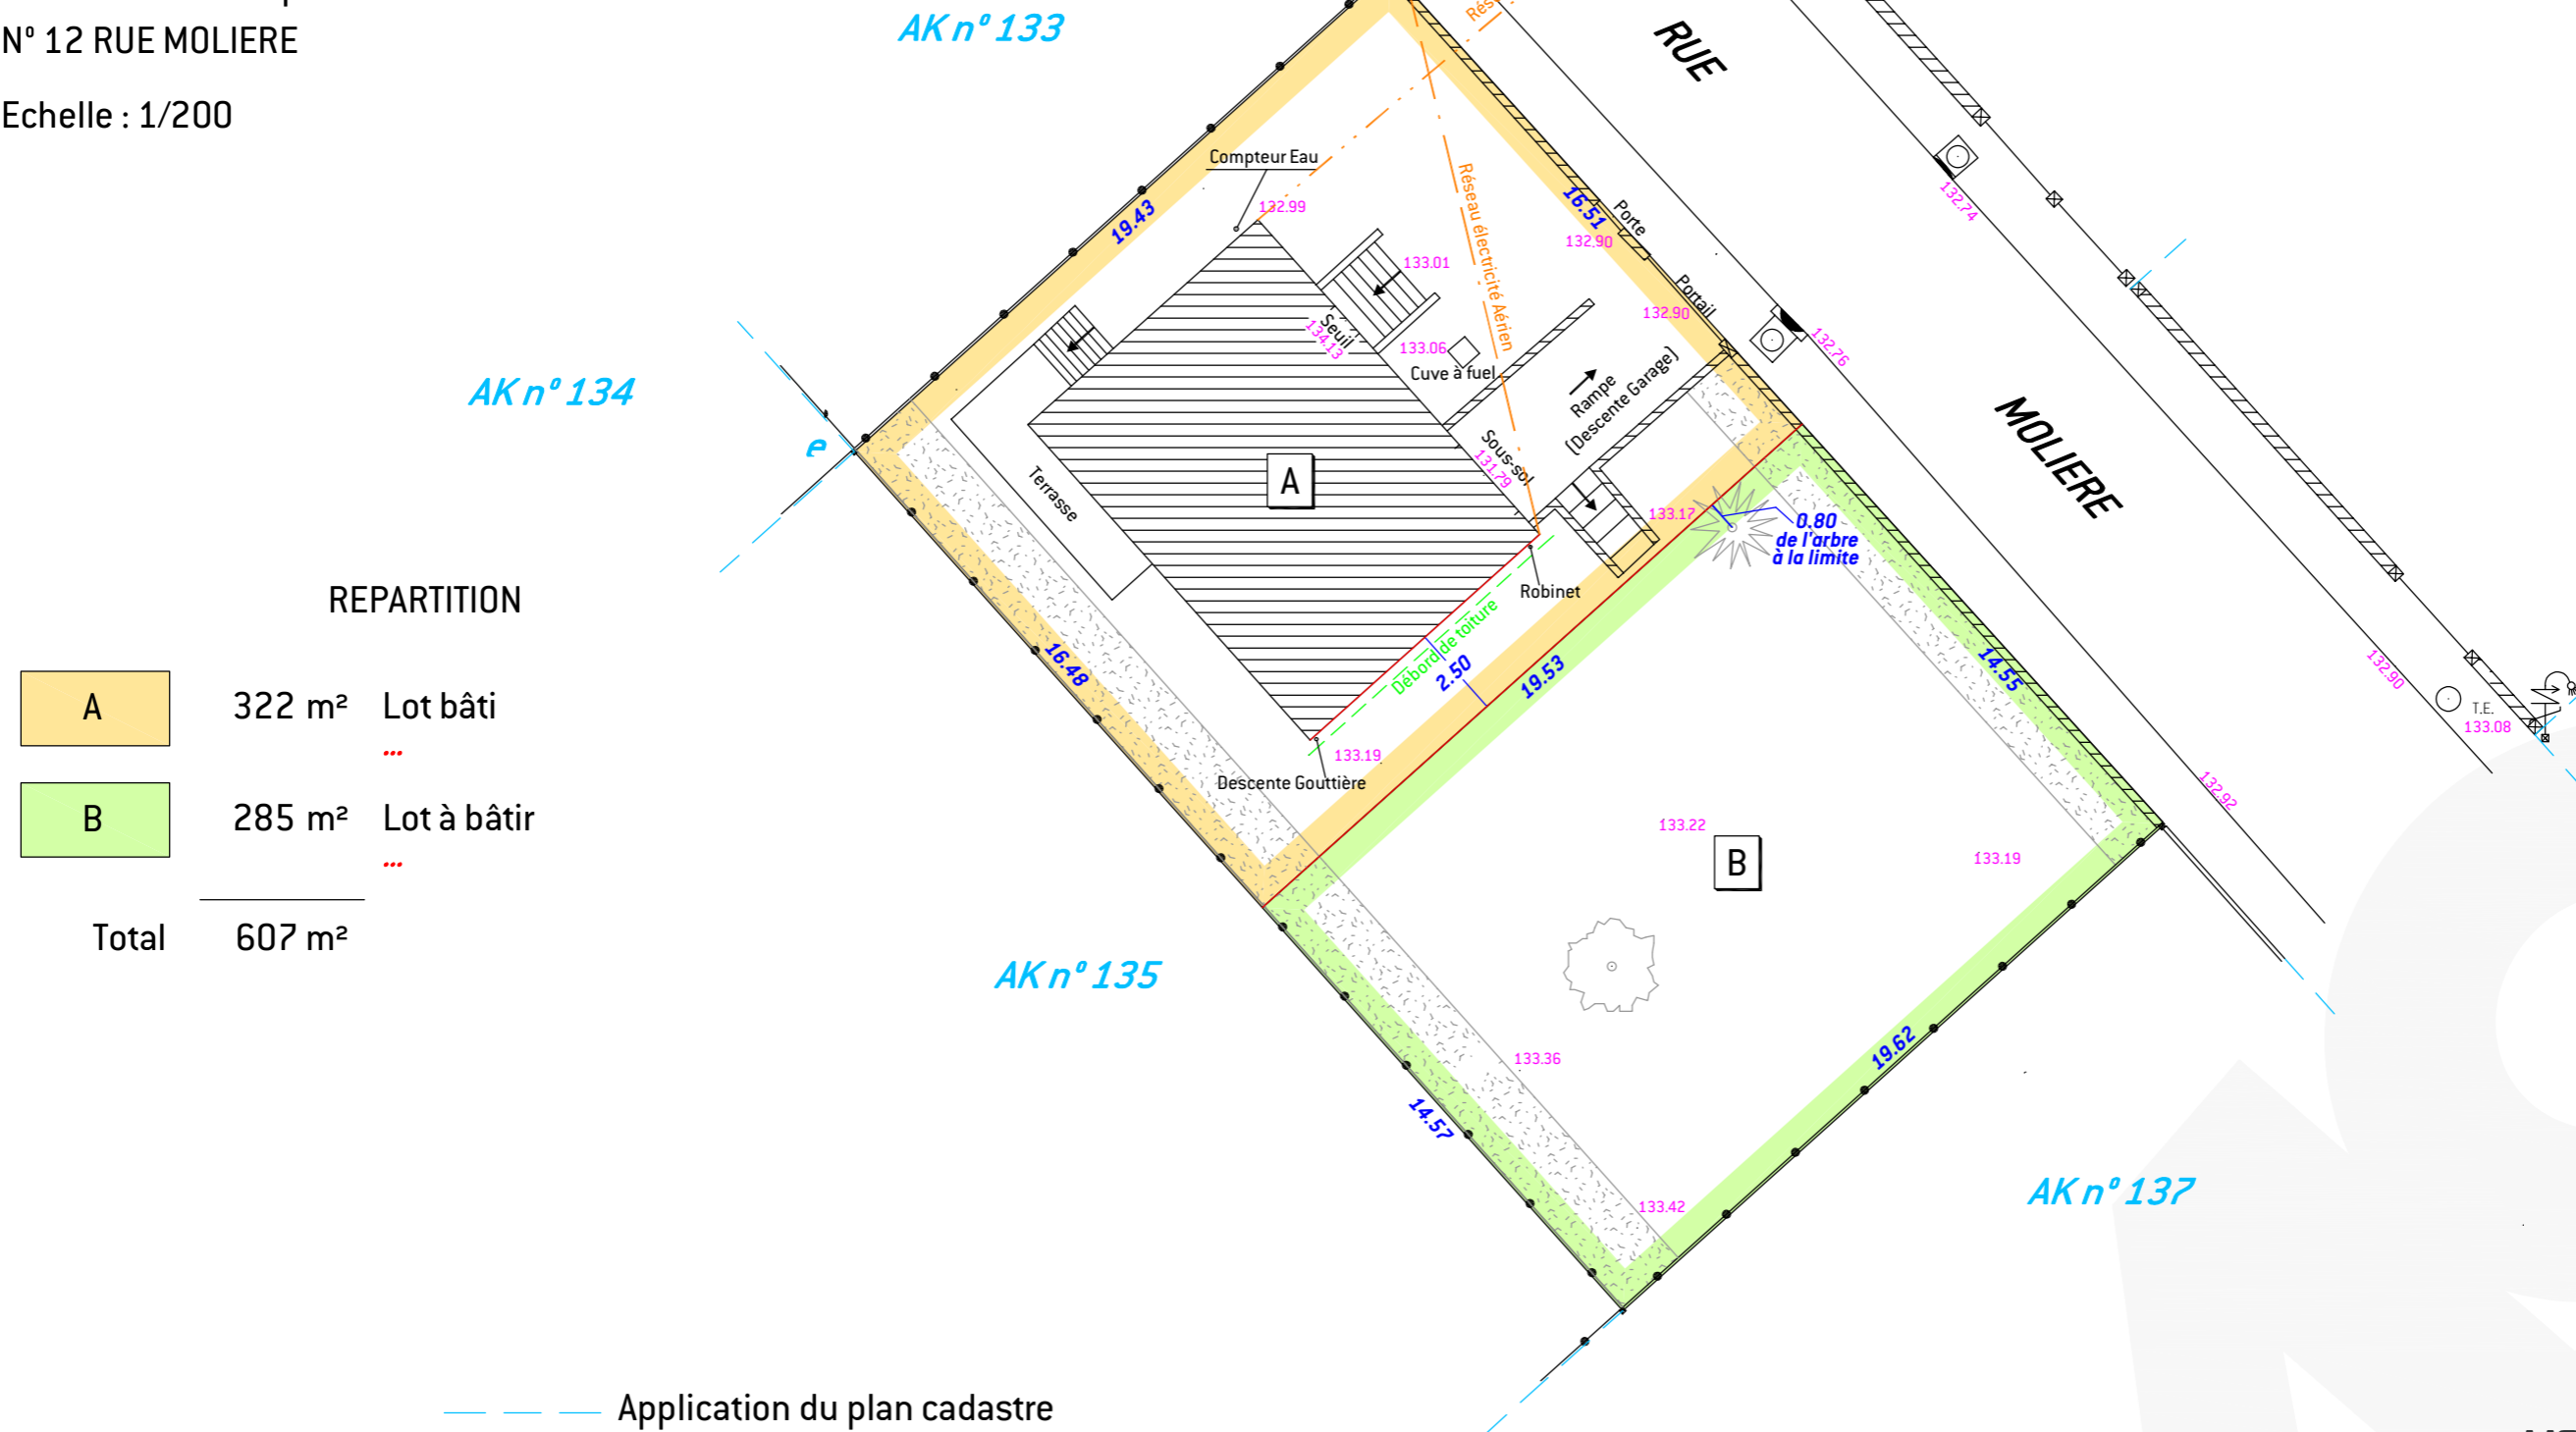 N° 12 RUE MOLIERE
Echelle : 1/200
AK n° 133
AK n° 134
e
AK n° 135
AK n° 137
RUE
MOLIERE
Compteur Eau
132.99
19.43
16.51
Porte
132.90
Portail
132.90
133.01
Réseau électricité Aérien
Seuil
134.13
133.06
Cuve à fuel
Rampe
(Descente Garage)
Sous-sol
131.79
Terrasse
A
133.17
0.80
de l'arbre
à la limite
Robinet
Débord de toiture
2.50
19.53
16.48
133.19
Descente Gouttière
132.74
132.76
132.90
T.E.
133.08
132.92
14.55
133.22
133.19
B
133.36
133.42
14.57
19.62
REPARTITION
A 322 m² Lot bâti
...
B 285 m² Lot à bâtir
...
Total 607 m²
Application du plan cadastre